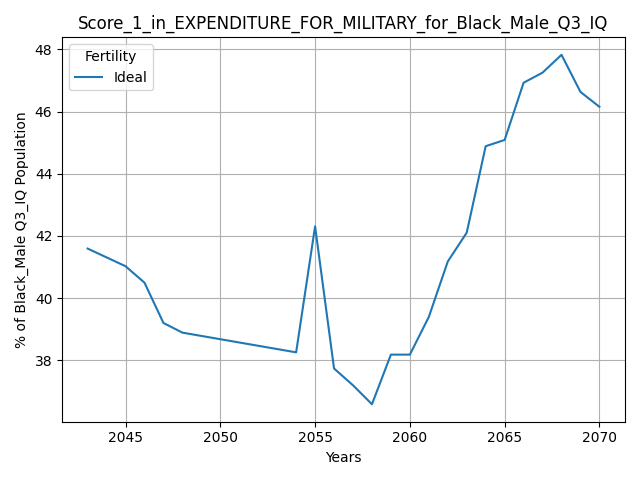 Score_1_in_EXPENDITURE_FOR_MILITARY_for_Black_Male_Q3_IQ
Fertility
Ideal
% of Black_Male Q3_IQ Population
48
46
44
42
40
38
2045 2050 2055 2060 2065 2070
Years